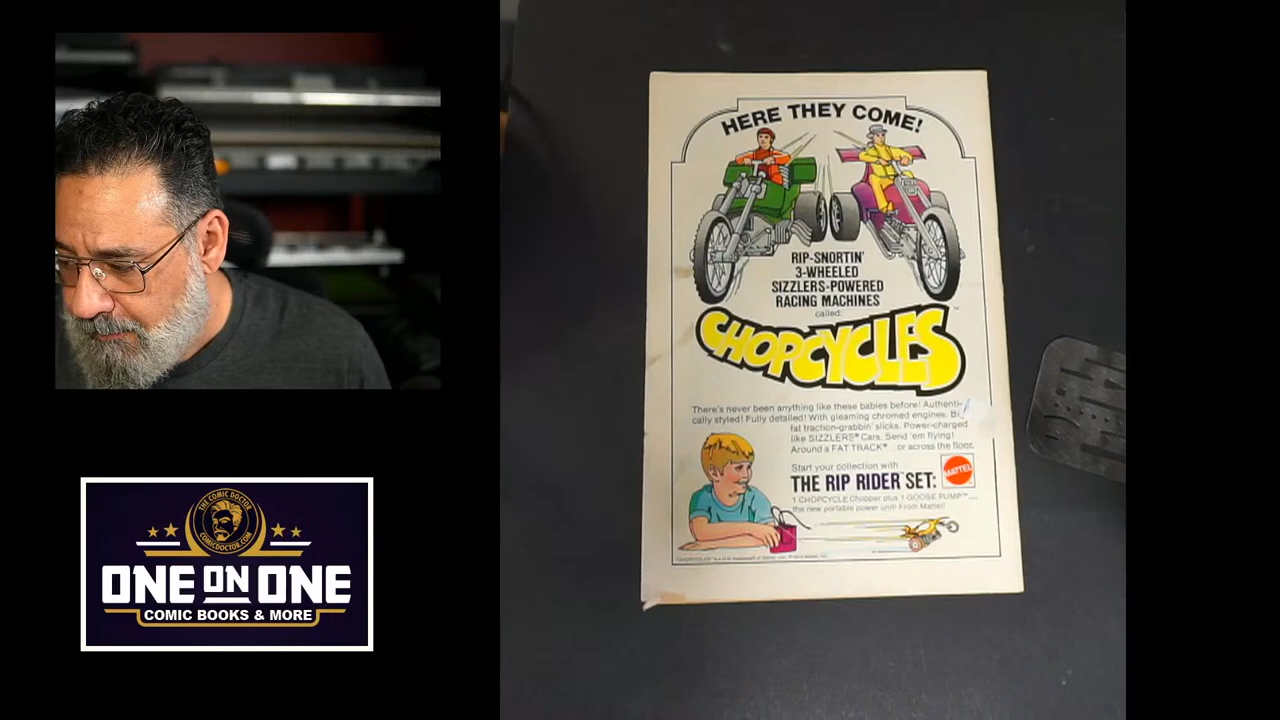 HERE THEY COME!
RIP-SNORTIN'
3-WHEELED
SIZZLERS-POWERED
RACING MACHINES
called:
CHOPCYCLES™
There's never been anything like these babies before! Authenti-
cally styled! Fully detailed! With gleaming chromed engines.
fat traction-grabbin' slicks. Power-charged
like SIZZLERS® Cars. Send 'em flying!
Around a FAT TRACK™... or across the floor.
Start your collection with
THE RIP RIDER™ SET:
MATTEL
1 CHOPCYCLE Chopper plus 1 GOOSE PUMP™...
the new portable power unit! From Mattel!
THE COMIC DOCTOR
COMICDOCTOR.COM
ONE ON ONE
COMIC BOOKS & MORE